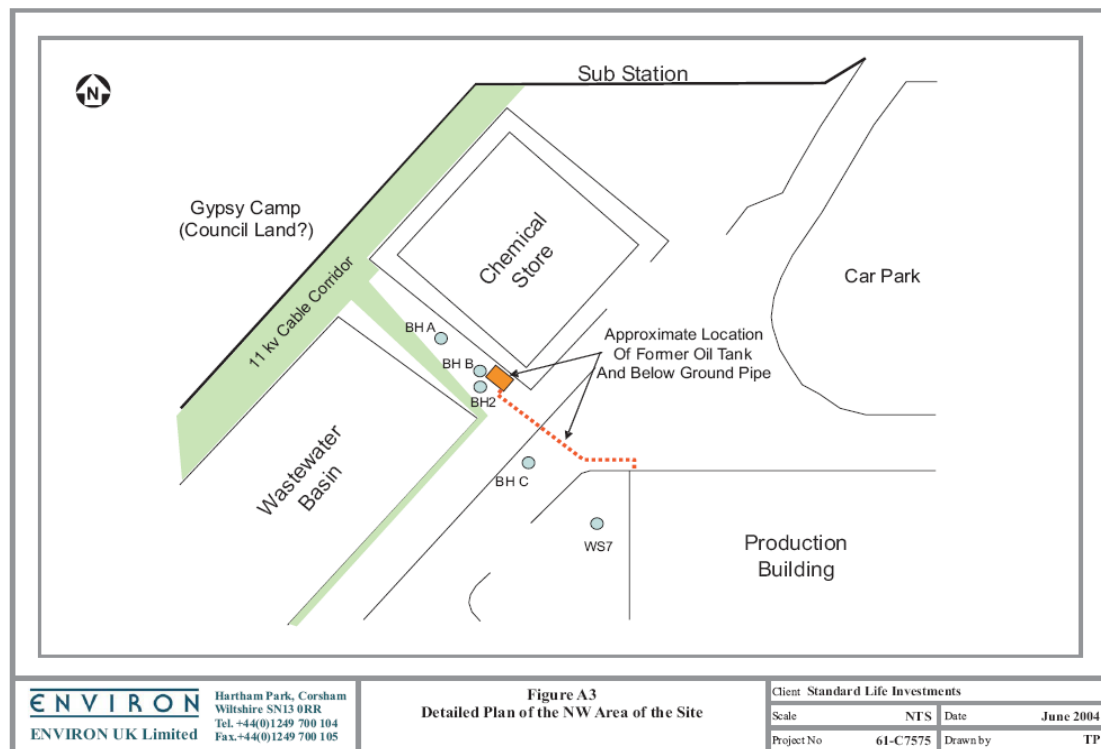 Sub Station
N
Gypsy Camp
(Council Land?)
11 kv Cable Corridor
Chemical
Store
Car Park
BH A
BH B
BH2
Approximate Location
Of Former Oil Tank
And Below Ground Pipe
Wastewater
Basin
BH C
WS7
Production
Building
ENVIRON
ENVIRON UK Limited
Hartham Park, Corsham
Wiltshire SN13 0RR
Tel. +44(0)1249 700 104
Fax.+44(0)1249 700 105
Figure A3
Detailed Plan of the NW Area of the Site
Client Standard Life Investments
Scale NTS Date June 2004
Project No 61-C7575 Drawn by TP